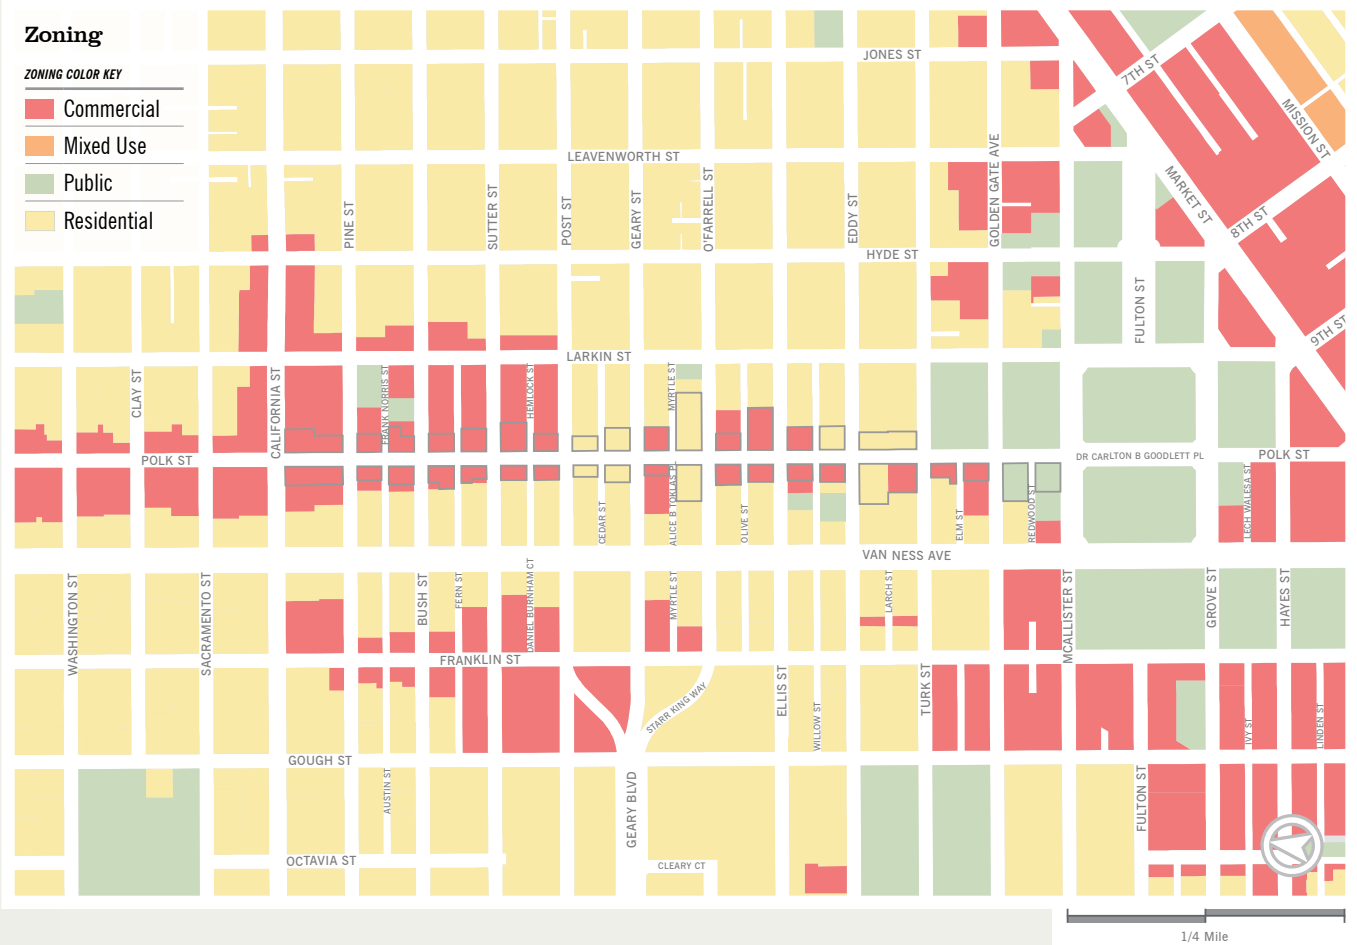 Zoning
ZONING COLOR KEY
Commercial
Mixed Use
Public
Residential
JONES ST
7TH ST
MISSION ST
LEAVENWORTH ST
GOLDEN GATE AVE
MARKET ST
8TH ST
PINE ST
SUTTER ST
POST ST
GEARY ST
O'FARRELL ST
EDDY ST
HYDE ST
FULTON ST
9TH ST
LARKIN ST
CLAY ST
CALIFORNIA ST
FRANK NORRIS ST
HEMLOCK ST
MYRTLE ST
POLK ST
DR CARLTON B GOODLETT PL
POLK ST
CEDAR ST
ALICE B TOKLAS PL
OLIVE ST
ELM ST
REDWOOD ST
LECH WALESA ST
VAN NESS AVE
WASHINGTON ST
SACRAMENTO ST
BUSH ST
FERN ST
DANIEL BURNHAM CT
MYRTLE ST
LARCH ST
MCALLISTER ST
GROVE ST
HAYES ST
FRANKLIN ST
STARR KING WAY
ELLIS ST
WILLOW ST
TURK ST
IVY ST
LINDEN ST
GOUGH ST
AUSTIN ST
GEARY BLVD
FULTON ST
OCTAVIA ST
CLEARY CT
1/4 Mile